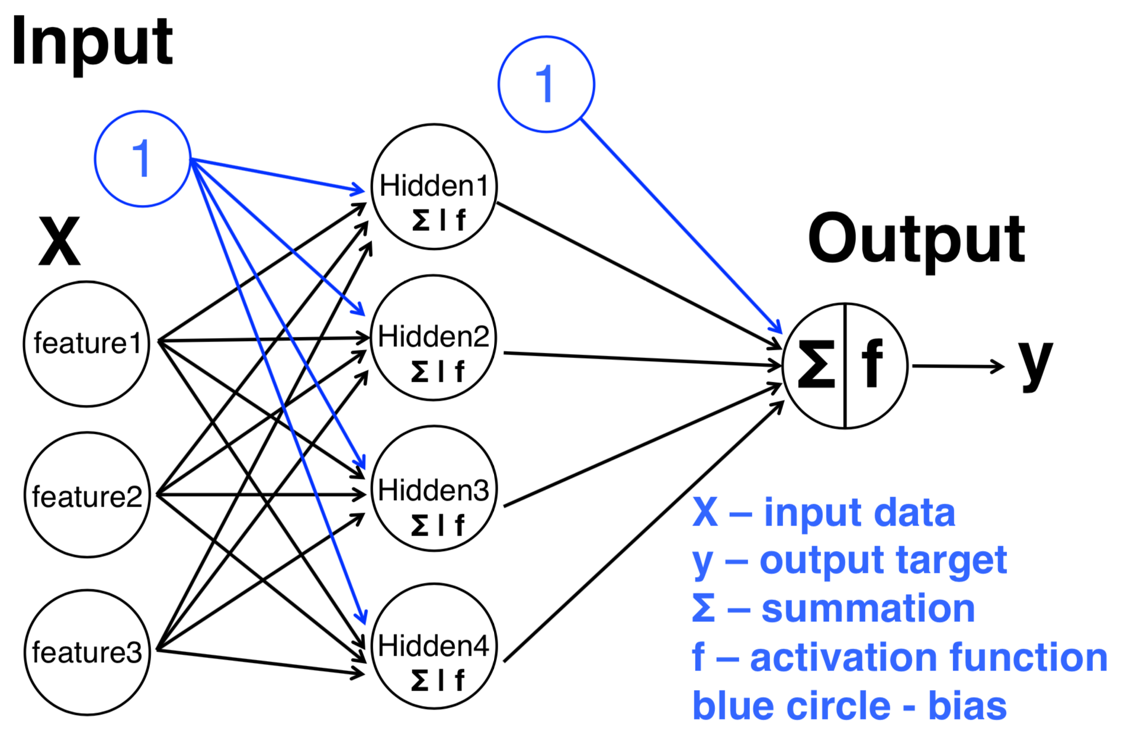 Input
1
1
X
Hidden1
Σ | f
feature1
Hidden2
Σ | f
feature2
Hidden3
Σ | f
feature3
Hidden4
Σ | f
Output
Σ f
y
X – input data
y – output target
Σ – summation
f – activation function
blue circle - bias